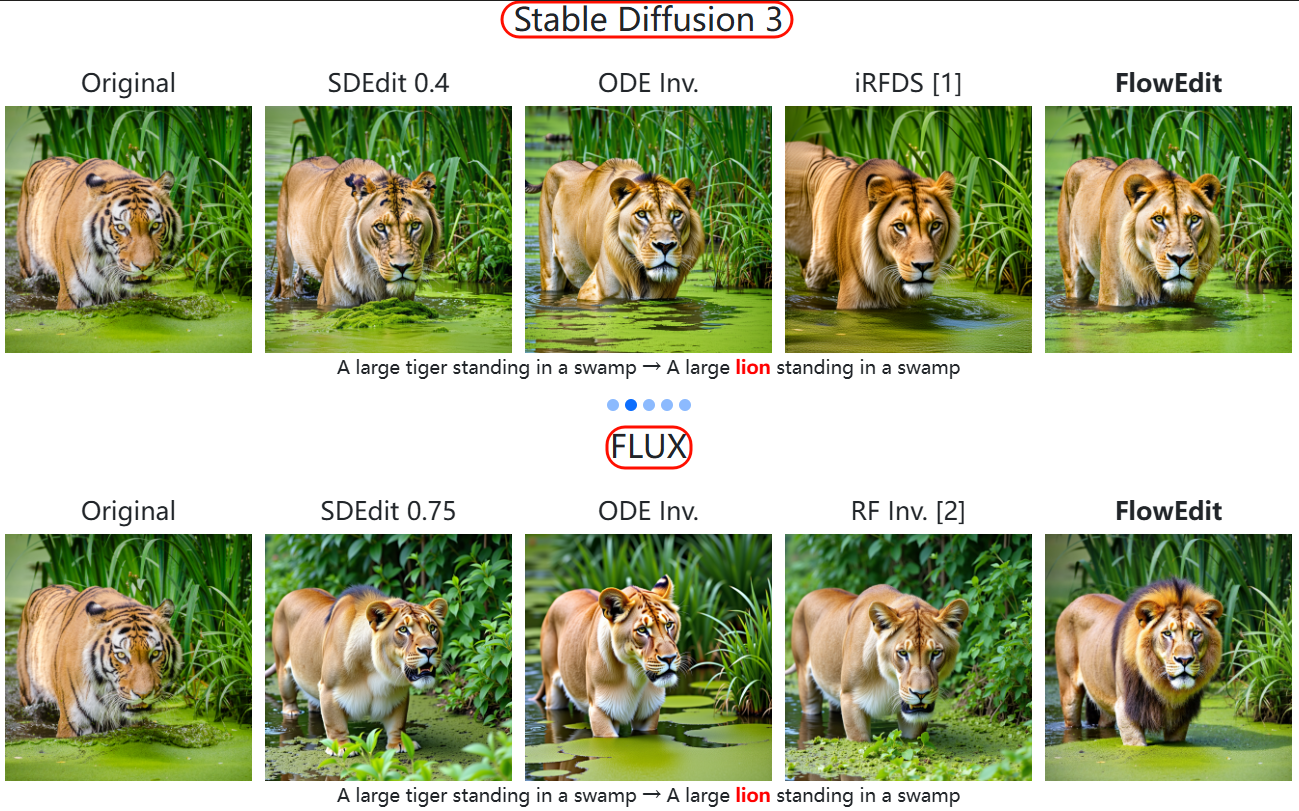 Stable Diffusion 3
Original SDEdit 0.4 ODE Inv. iRFDS [1] FlowEdit
A large tiger standing in a swamp → A large lion standing in a swamp
FLUX
Original SDEdit 0.75 ODE Inv. RF Inv. [2] FlowEdit
A large tiger standing in a swamp → A large lion standing in a swamp